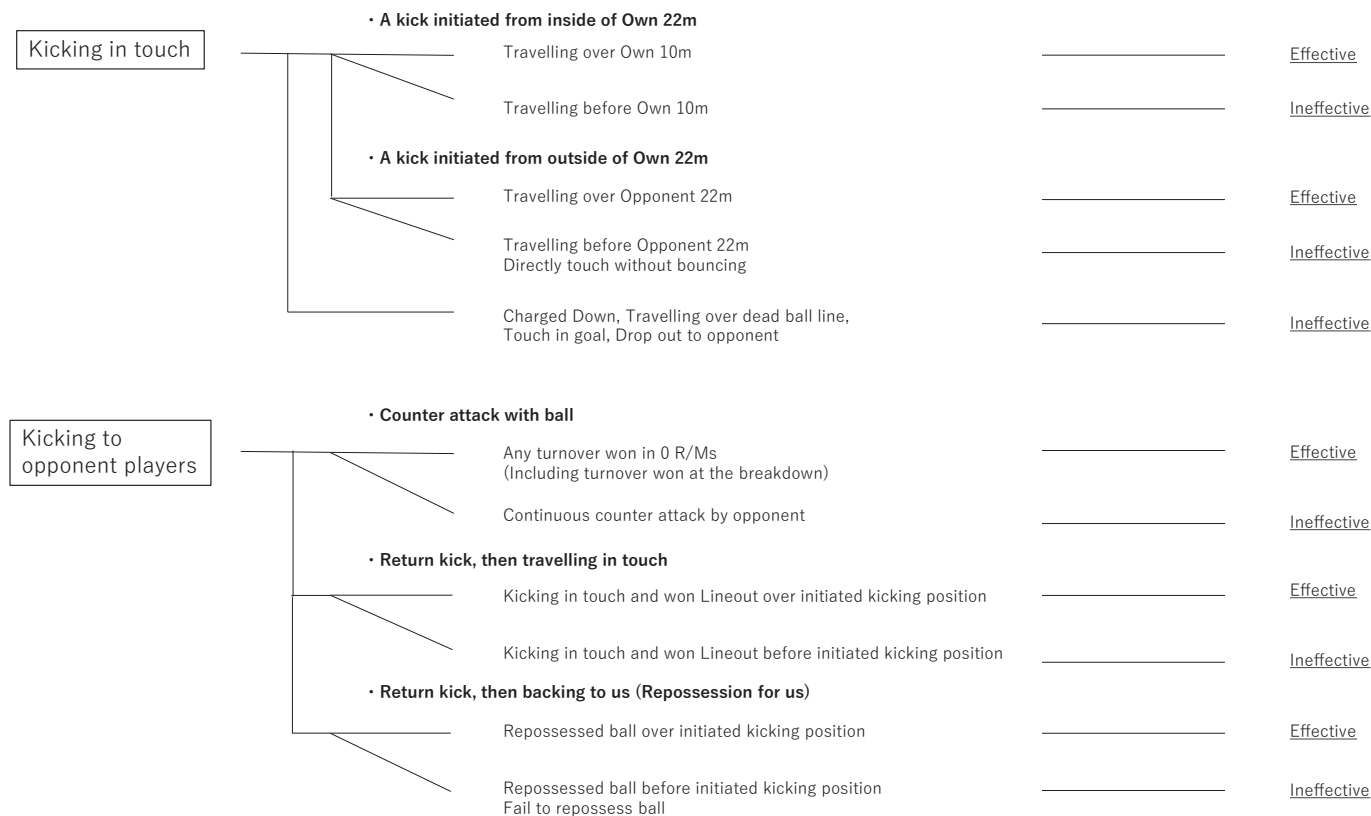 ・A kick initiated from inside of Own 22m
Kicking in touch
Travelling over Own 10m
Effective
Travelling before Own 10m
Ineffective
・A kick initiated from outside of Own 22m
Travelling over Opponent 22m
Effective
Travelling before Opponent 22m
Directly touch without bouncing
Ineffective
Charged Down, Travelling over dead ball line,
Touch in goal, Drop out to opponent
Ineffective
・Counter attack with ball
Kicking to
opponent players
Any turnover won in 0 R/Ms
(Including turnover won at the breakdown)
Effective
Continuous counter attack by opponent
Ineffective
・Return kick, then travelling in touch
Kicking in touch and won Lineout over initiated kicking position
Effective
Kicking in touch and won Lineout before initiated kicking position
Ineffective
・Return kick, then backing to us (Repossession for us)
Repossessed ball over initiated kicking position
Effective
Repossessed ball before initiated kicking position
Fail to repossess ball
Ineffective